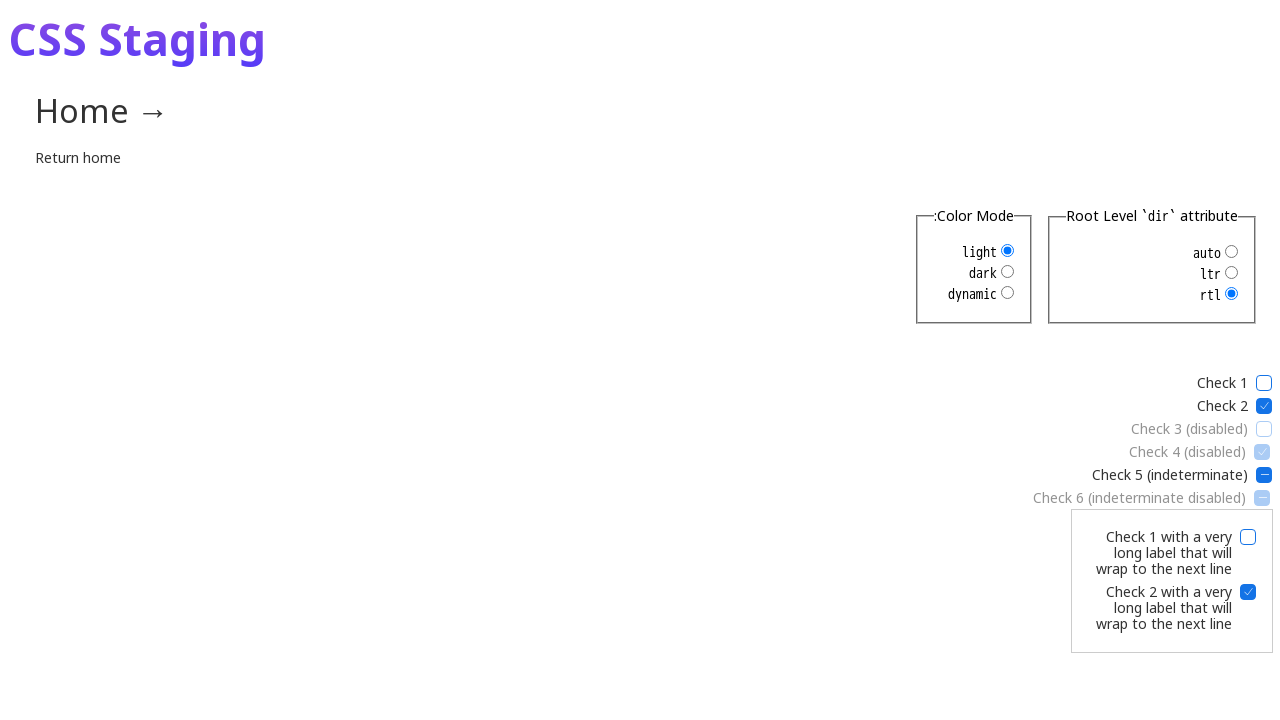 CSS Staging
Home →
Return home
Root Level `dir` attribute
auto
ltr
rtl
:Color Mode
light
dark
dynamic
Check 1
Check 2
Check 3 (disabled)
Check 4 (disabled)
Check 5 (indeterminate)
Check 6 (indeterminate disabled)
Check 1 with a very
long label that will
wrap to the next line
Check 2 with a very
long label that will
wrap to the next line